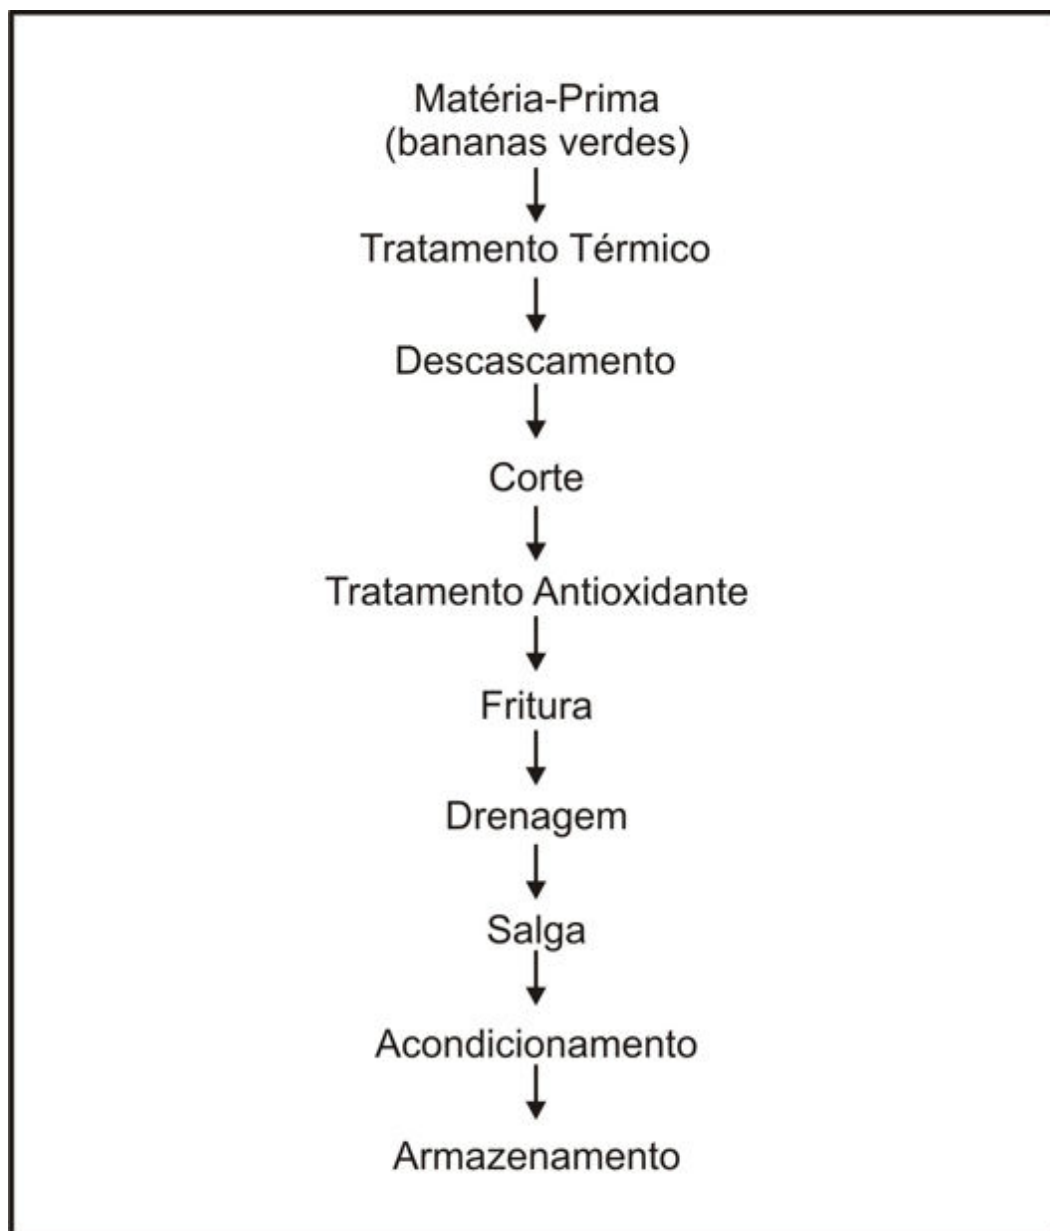 Matéria-Prima
(bananas verdes)
Tratamento Térmico
Descascamento
Corte
Tratamento Antioxidante
Fritura
Drenagem
Salga
Acondicionamento
Armazenamento